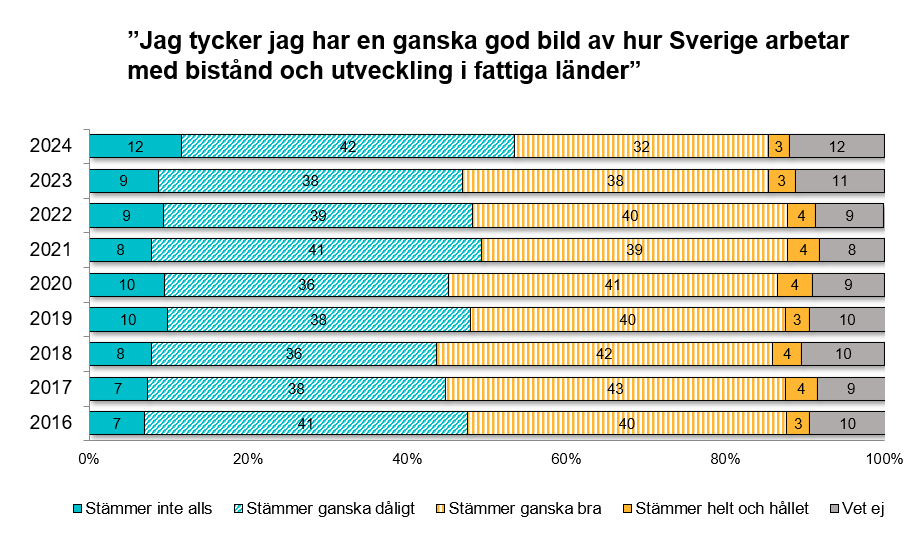 ”Jag tycker jag har en ganska god bild av hur Sverige arbetar
med bistånd och utveckling i fattiga länder”
2024 12 42 32 3 12
2023 9 38 38 3 11
2022 9 39 40 4 9
2021 8 41 39 4 8
2020 10 36 41 4 9
2019 10 38 40 3 10
2018 8 36 42 4 10
2017 7 38 43 4 9
2016 7 41 40 3 10
0% 20% 40% 60% 80% 100%
Stämmer inte alls Stämmer ganska dåligt Stämmer ganska bra Stämmer helt och hållet Vet ej